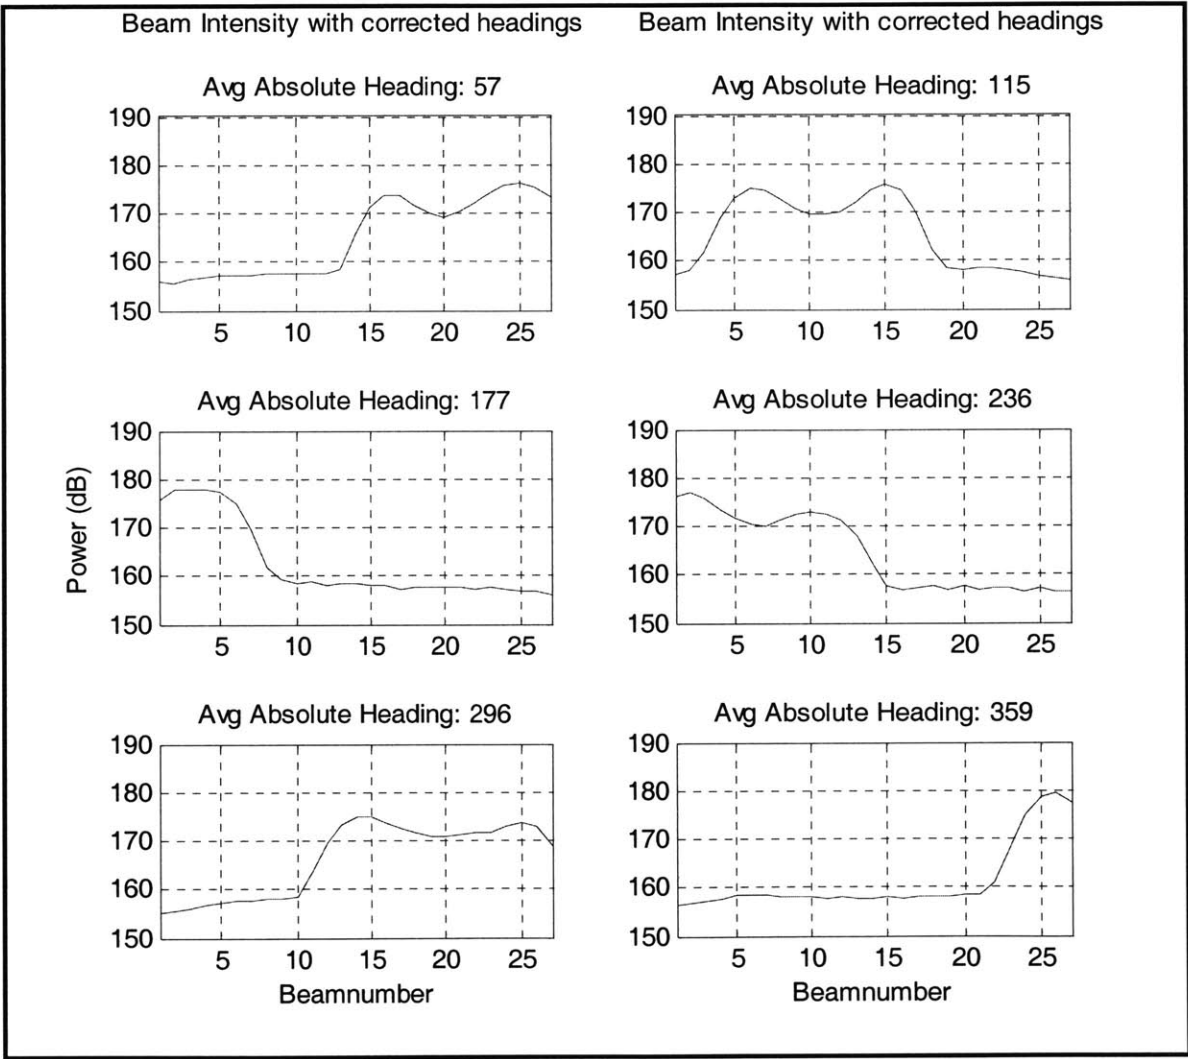 Beam Intensity with corrected headings Beam Intensity with corrected headings
Avg Absolute Heading: 57
190
180
170
160
150
5 10 15 20 25
Avg Absolute Heading: 115
190
180
170
160
150
5 10 15 20 25
Avg Absolute Heading: 177
190
180
170
160
150
5 10 15 20 25
Power (dB)
Avg Absolute Heading: 236
190
180
170
160
150
5 10 15 20 25
Avg Absolute Heading: 296
190
180
170
160
150
5 10 15 20 25
Beamnumber
Avg Absolute Heading: 359
190
180
170
160
150
5 10 15 20 25
Beamnumber